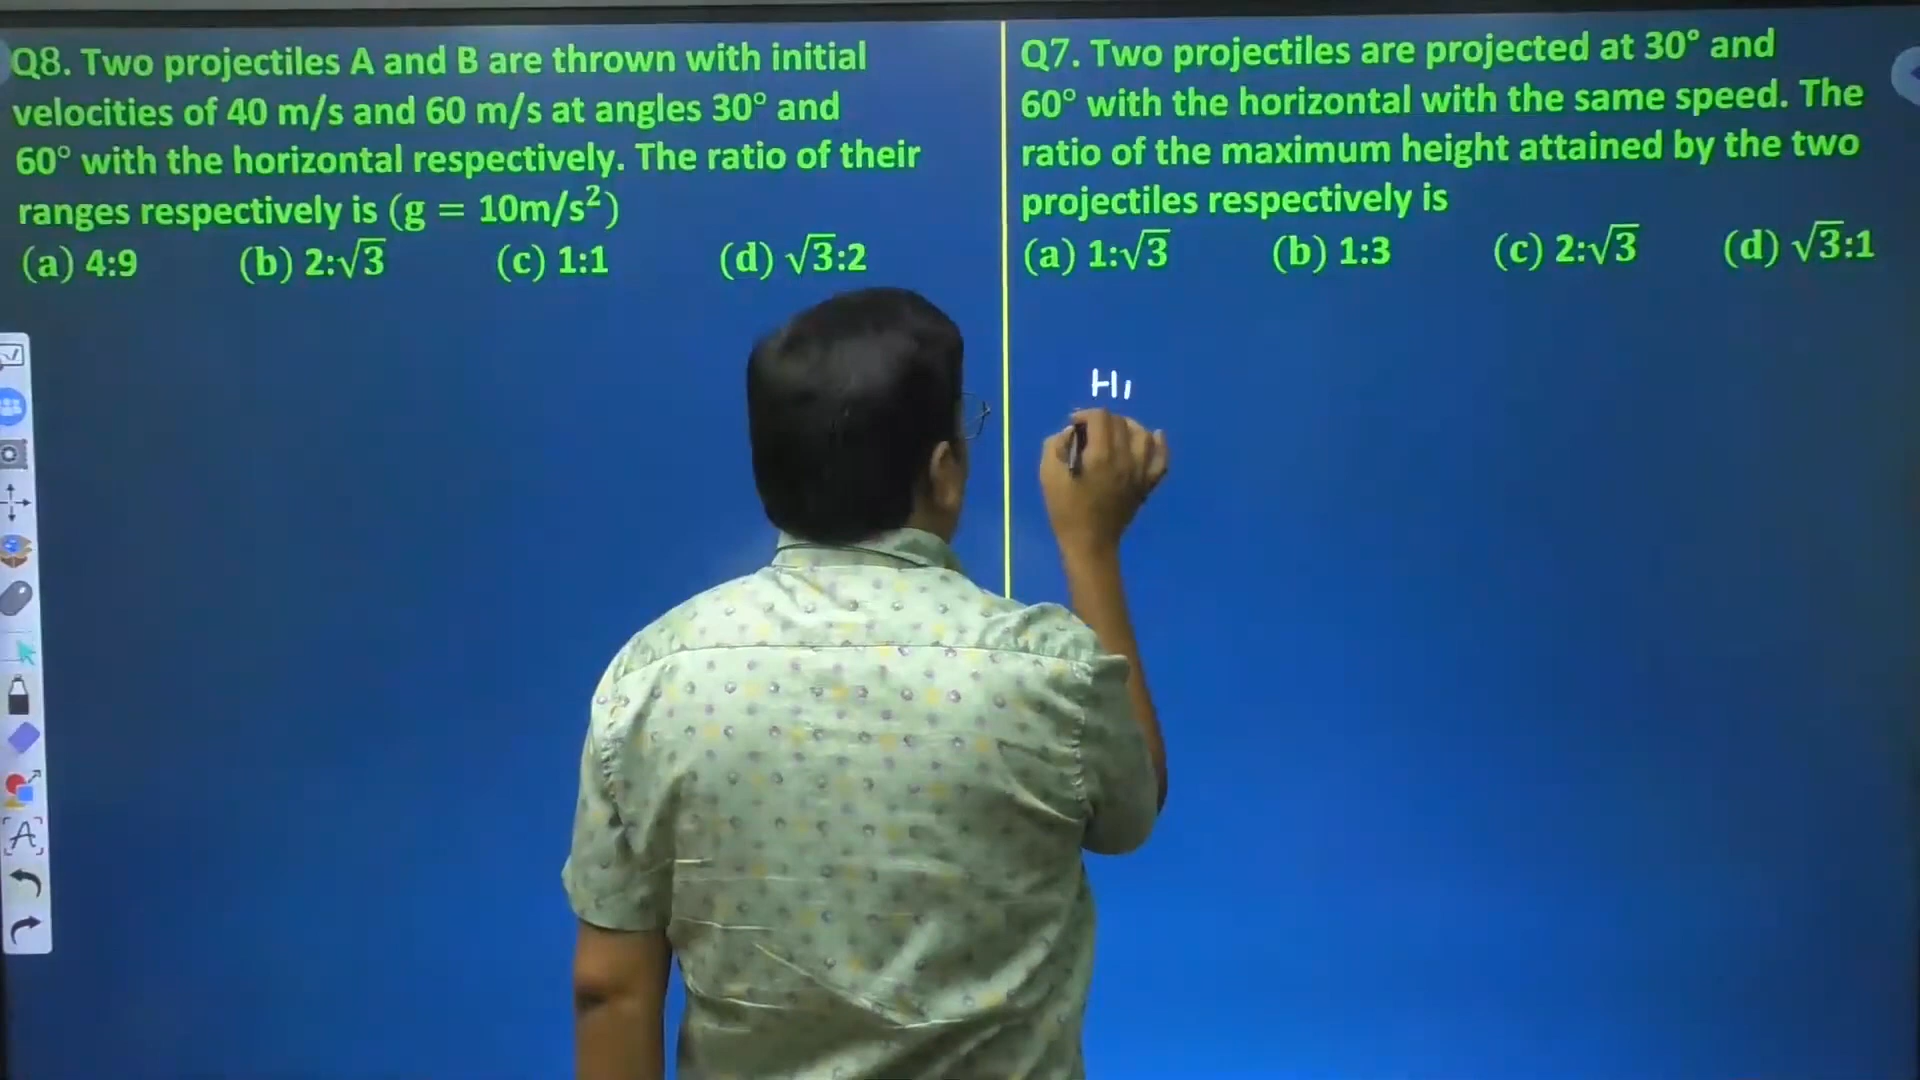 Q8. Two projectiles A and B are thrown with initial
velocities of 40 m/s and 60 m/s at angles 30° and
60° with the horizontal respectively. The ratio of their
ranges respectively is (g = 10m/s²)
(a) 4:9 (b) 2:√3 (c) 1:1 (d) √3:2
Q7. Two projectiles are projected at 30° and
60° with the horizontal with the same speed. The
ratio of the maximum height attained by the two
projectiles respectively is
(a) 1:√3 (b) 1:3 (c) 2:√3 (d) √3:1
H₁
A